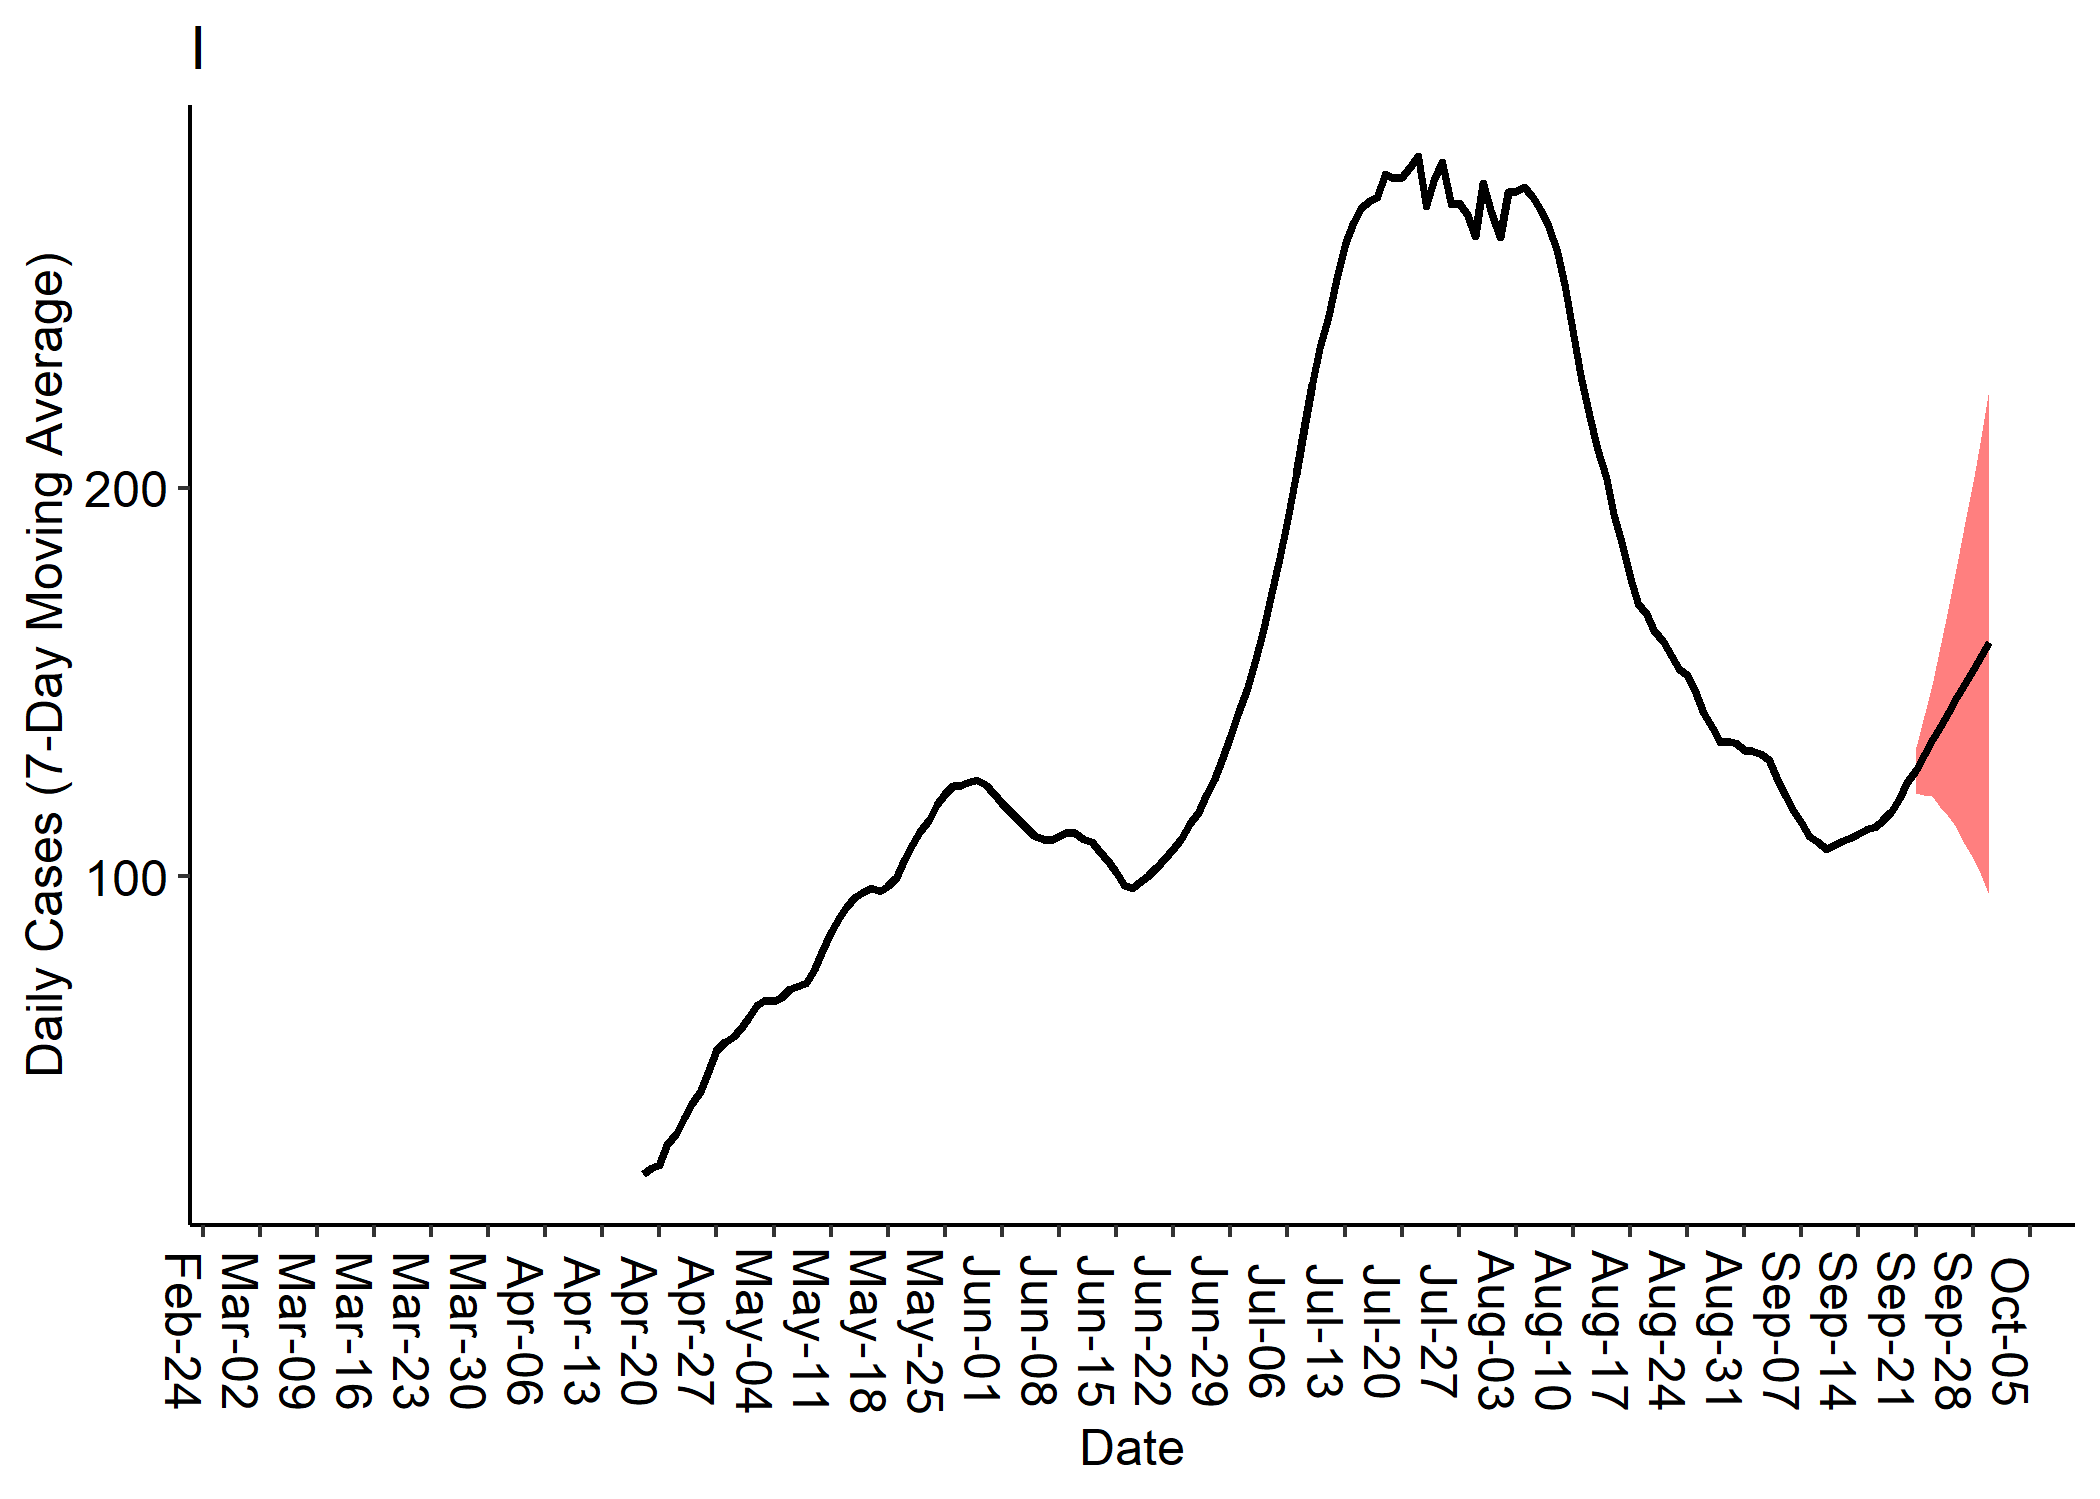 I
Daily Cases (7-Day Moving Average)
200
100
Feb-24
Mar-02
Mar-09
Mar-16
Mar-23
Mar-30
Apr-06
Apr-13
Apr-20
Apr-27
May-04
May-11
May-18
May-25
Jun-01
Jun-08
Jun-15
Jun-22
Jun-29
Jul-06
Jul-13
Jul-20
Jul-27
Aug-03
Aug-10
Aug-17
Aug-24
Aug-31
Sep-07
Sep-14
Sep-21
Sep-28
Oct-05
Date